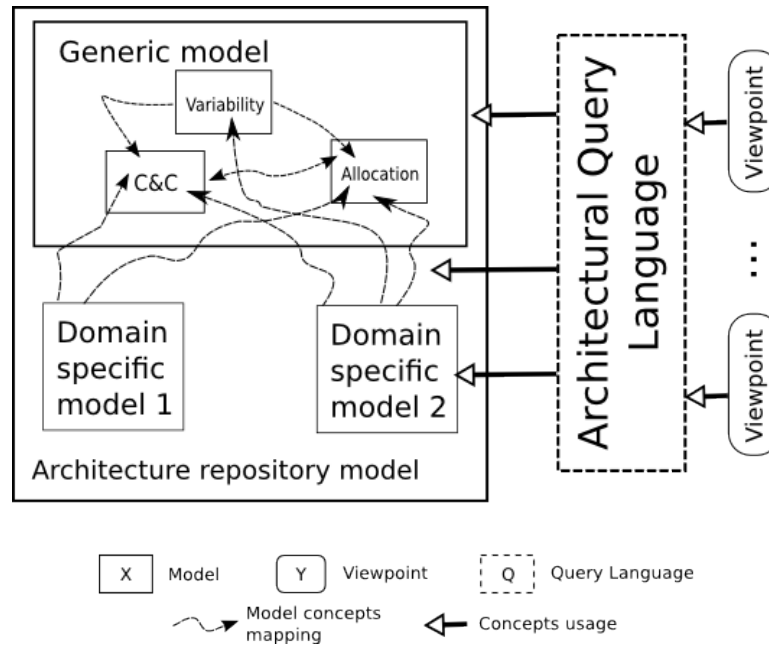 Generic model
Variability
C&C
Allocation
Domain
specific
model 1
Domain
specific
model 2
Architecture repository model
Architectural Query
Language
Viewpoint
...
Viewpoint
X
Model
Y
Viewpoint
Q
Query Language
Model concepts
mapping
Concepts usage